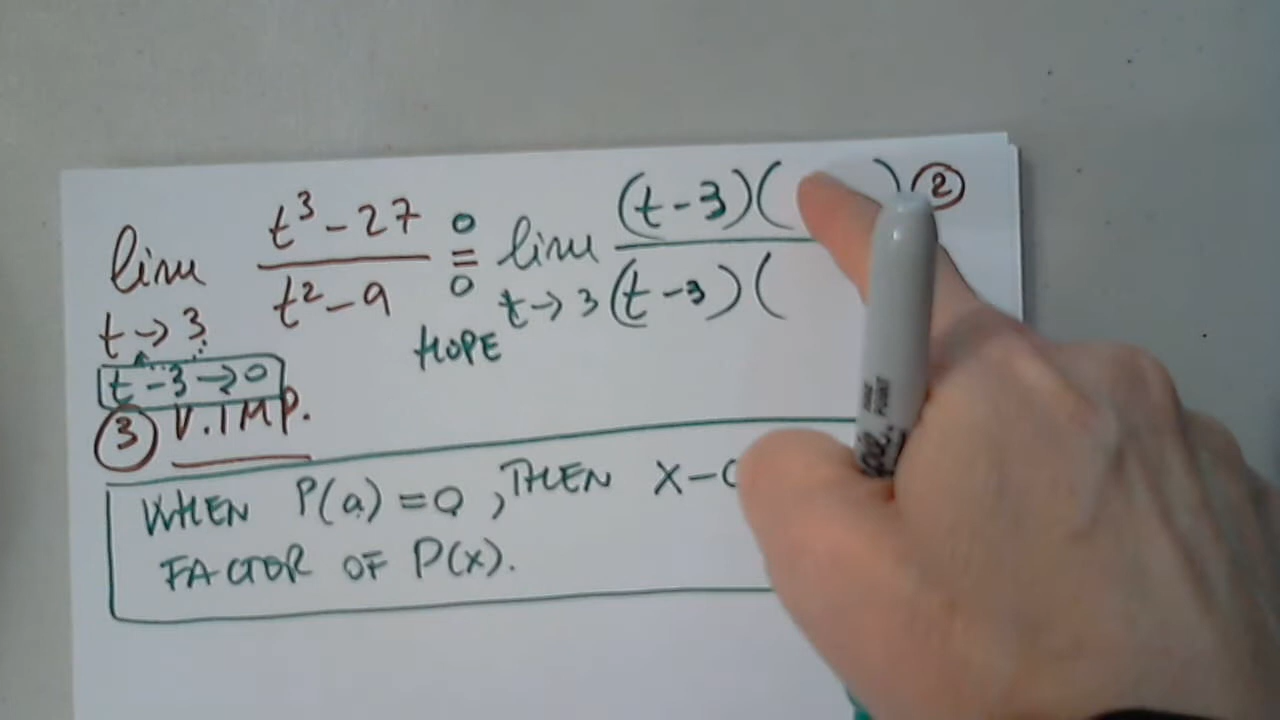 lim t³ - 27 / t² - 9 0/0 = lim (t - 3)( ) / (t - 3)( ②
t → 3 t → 3
HOPE
t - 3 → 0
③ V. IMP.
WHEN P(a) = 0, THEN X -
FACTOR OF P(X).